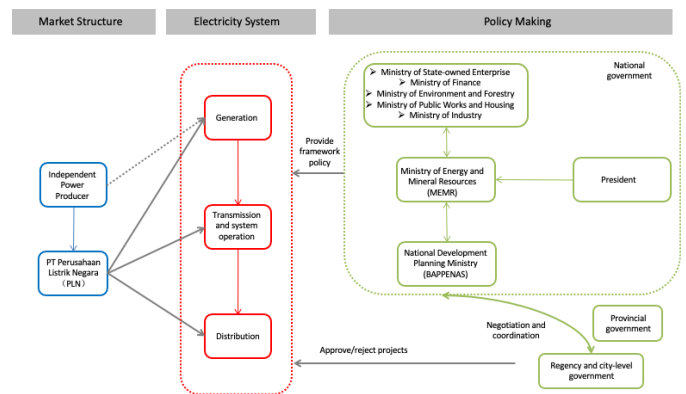 Market Structure
Electricity System
Policy Making
National
government
➢ Ministry of State-owned Enterprise
➢ Ministry of Finance
➢ Ministry of Environment and Forestry
➢ Ministry of Public Works and Housing
➢ Ministry of Industry
Generation
Provide
framework
policy
Independent
Power
Producer
Ministry of Energy and
Mineral Resources
(MEMR)
President
Transmission
and system
operation
PT Perusahaan
Listrik Negara
（PLN）
National Development
Planning Ministry
(BAPPENAS)
Distribution
Negotiation and
coordination
Provincial
government
Approve/reject projects
Regency and city-level
government